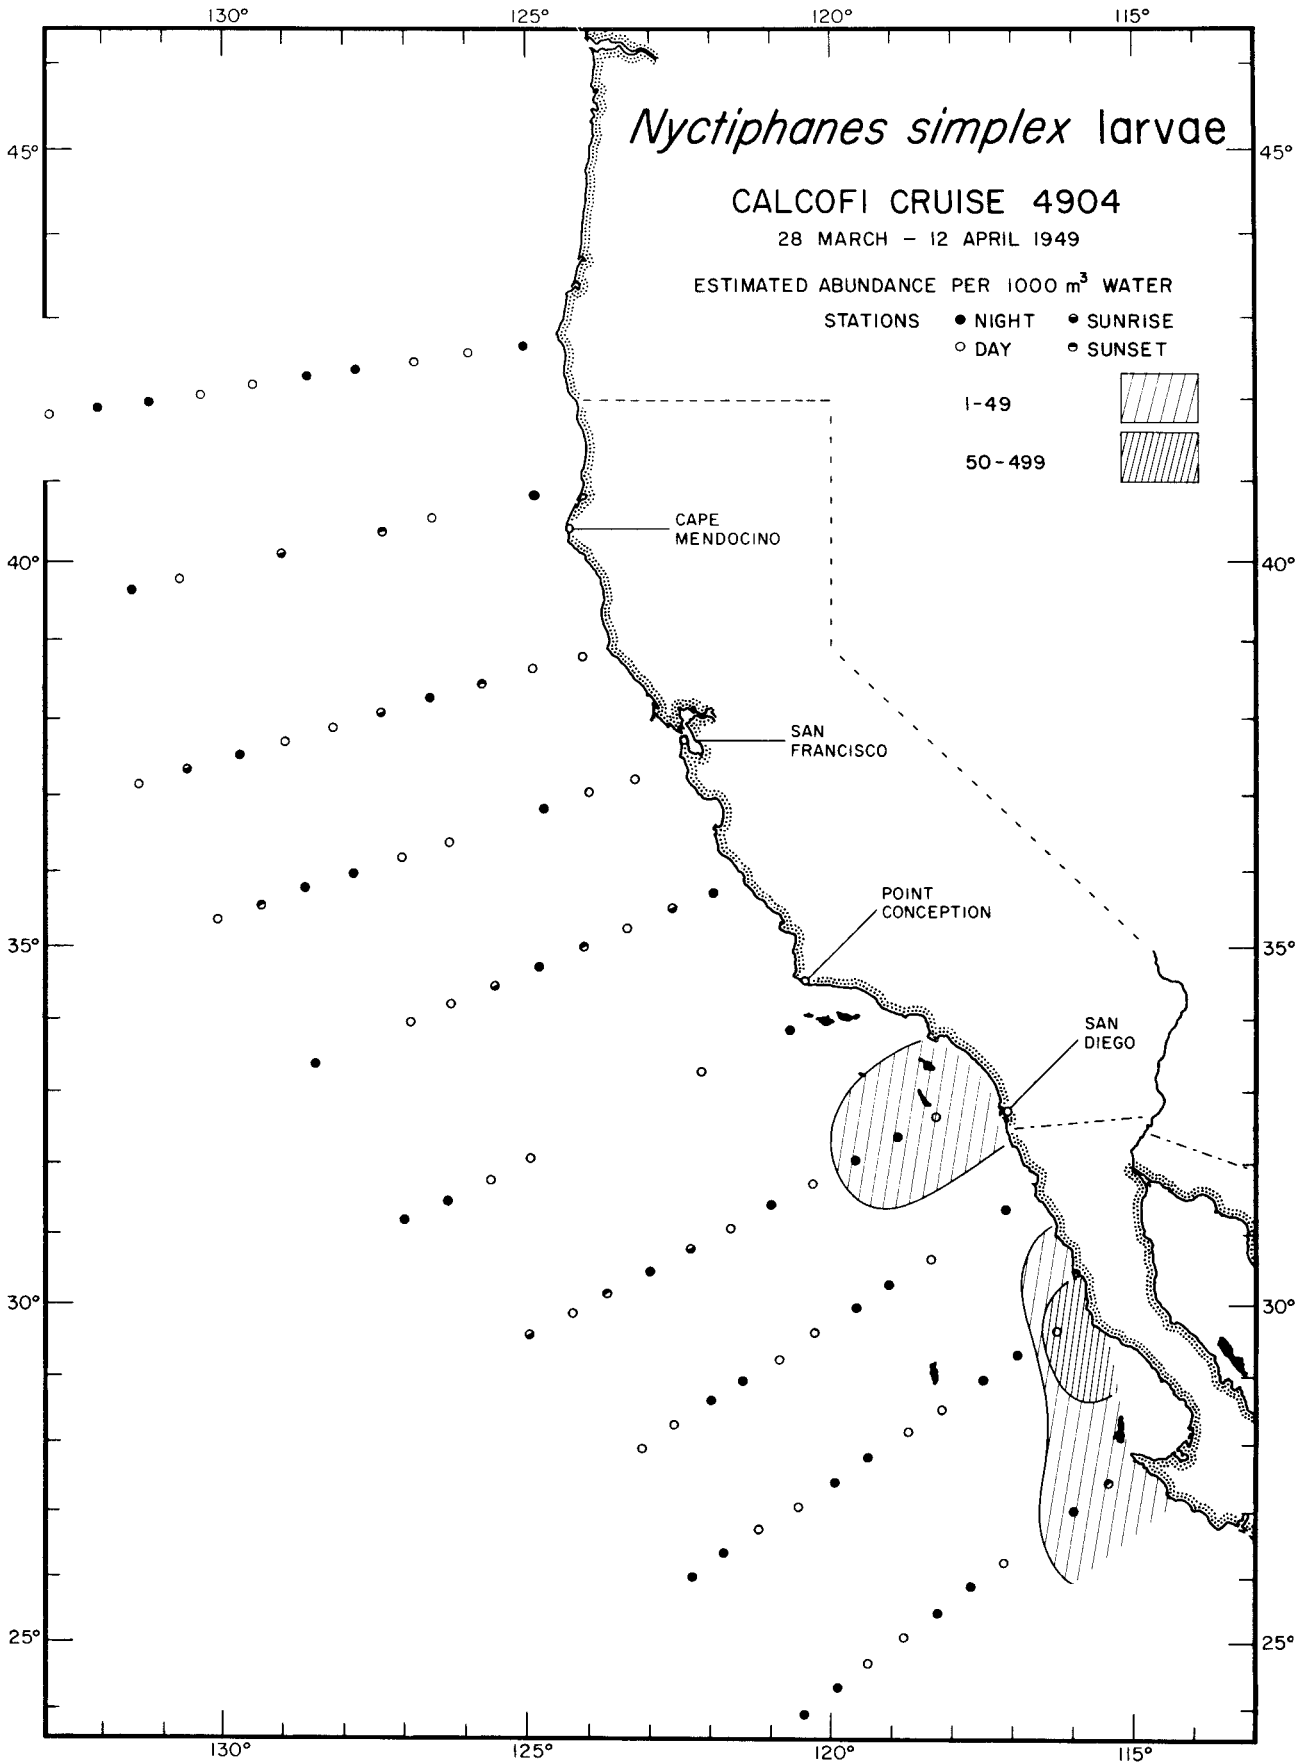 130° 125° 120° 115°
Nyctiphanes simplex larvae
45° 45°
CALCOFI CRUISE 4904
28 MARCH – 12 APRIL 1949
ESTIMATED ABUNDANCE PER 1000 m³ WATER
STATIONS NIGHT SUNRISE
DAY SUNSET
1-49
50-499
CAPE
MENDOCINO
40° 40°
SAN
FRANCISCO
POINT
CONCEPTION
35° 35°
SAN
DIEGO
30° 30°
25° 25°
130° 125° 120° 115°